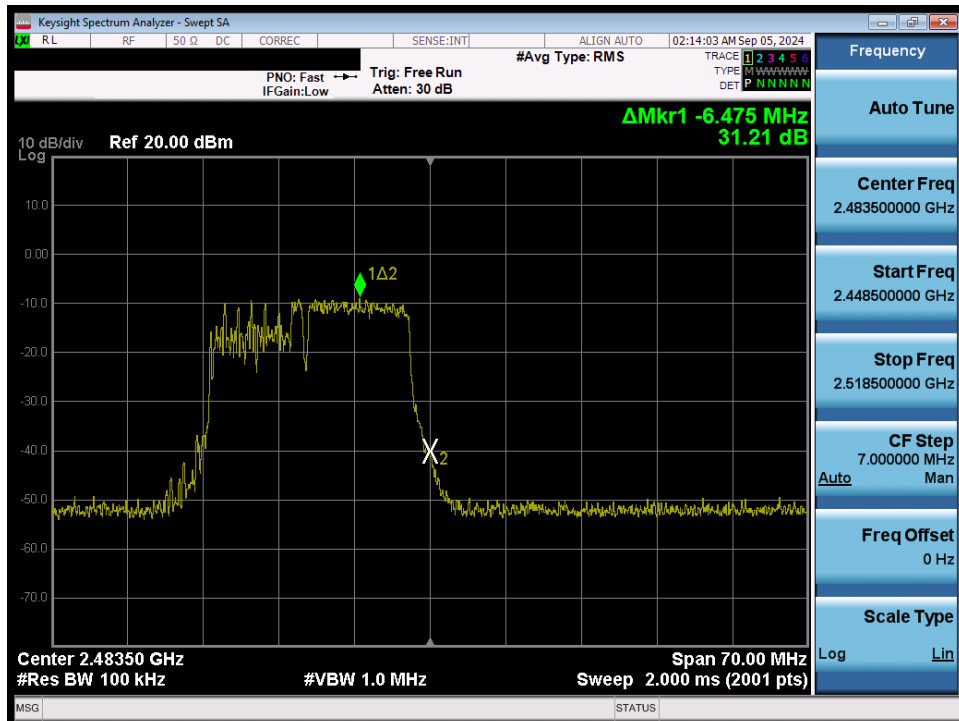 Keysight Spectrum Analyzer - Swept SA
LXI RL RF 50 Ω DC CORREC SENSE:INT ALIGN AUTO 02:14:03 AM Sep 05, 2024
PNO: Fast Trig: Free Run #Avg Type: RMS TRACE 1 2 3 4 5 6
IFGain:Low Atten: 30 dB TYPE M W W W W W
DET P N N N N N
ΔMkr1 -6.475 MHz
31.21 dB
10 dB/div Ref 20.00 dBm
Log
10.0
0.00
-10.0
-20.0
-30.0
-40.0
-50.0
-60.0
-70.0
1Δ2
X2
Center 2.48350 GHz Span 70.00 MHz
#Res BW 100 kHz #VBW 1.0 MHz Sweep 2.000 ms (2001 pts)
MSG STATUS
Frequency
Auto Tune
Center Freq
2.483500000 GHz
Start Freq
2.448500000 GHz
Stop Freq
2.518500000 GHz
CF Step
7.000000 MHz
Auto Man
Freq Offset
0 Hz
Scale Type
Log Lin